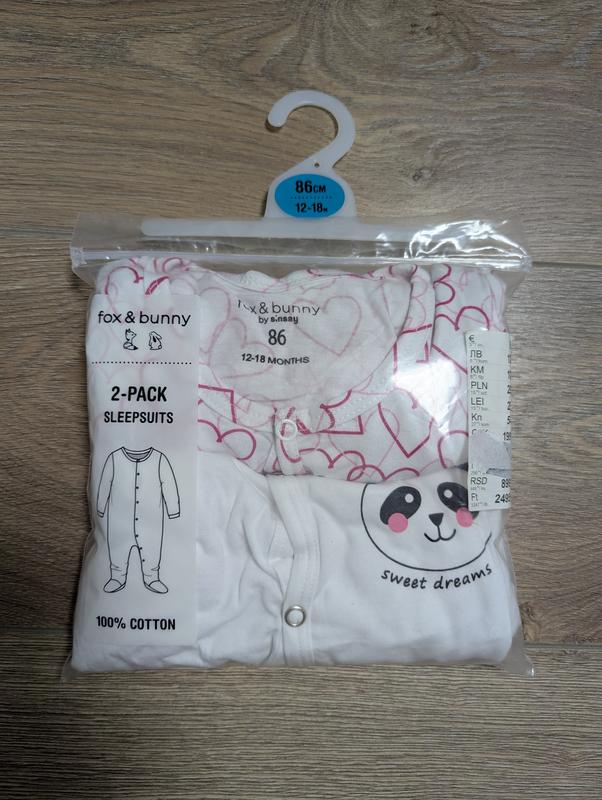 86CM
12-18M
fox & bunny
by sinsay
86
12-18 MONTHS
fox & bunny
2-PACK
SLEEPSUITS
100% COTTON
€
ЛВ
KM
PLN
LEI
Kn
RSD
Ft
sweet dreams